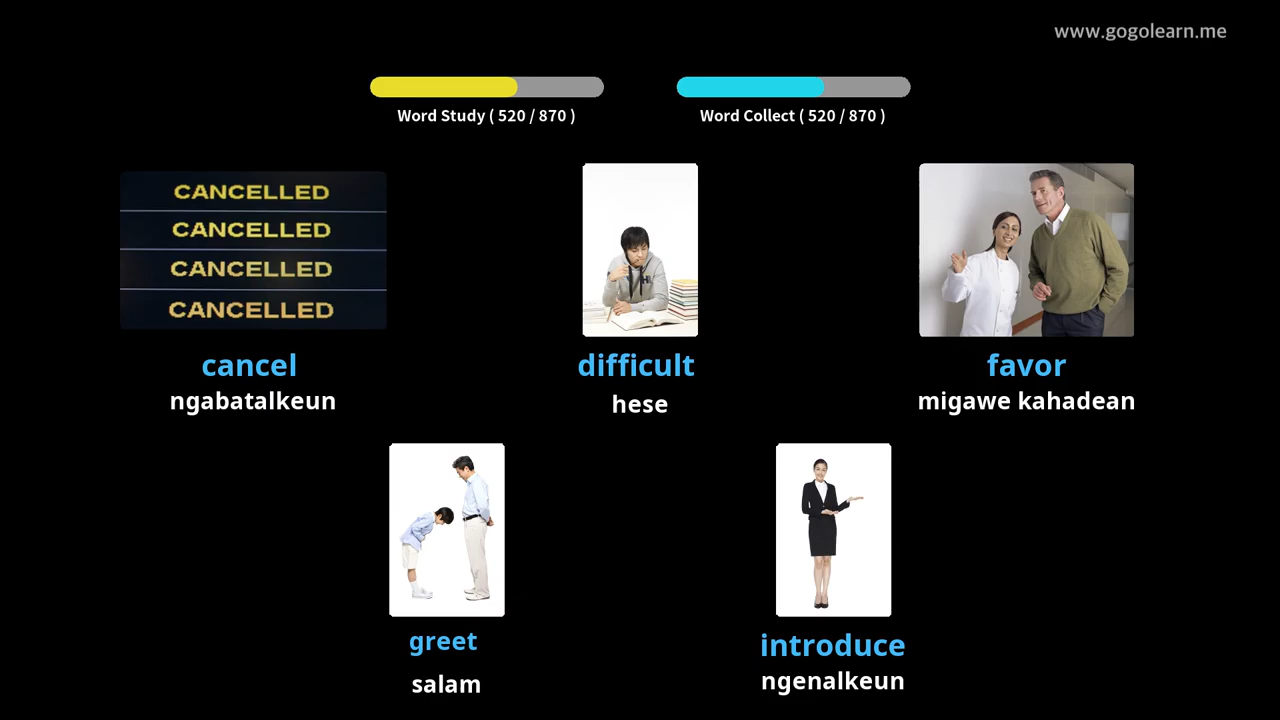 www.gogolearn.me
Word Study ( 520 / 870 )
Word Collect ( 520 / 870 )
CANCELLED
CANCELLED
CANCELLED
CANCELLED
cancel
ngabatalkeun
difficult
hese
favor
migawe kahadean
greet
salam
introduce
ngenalkeun